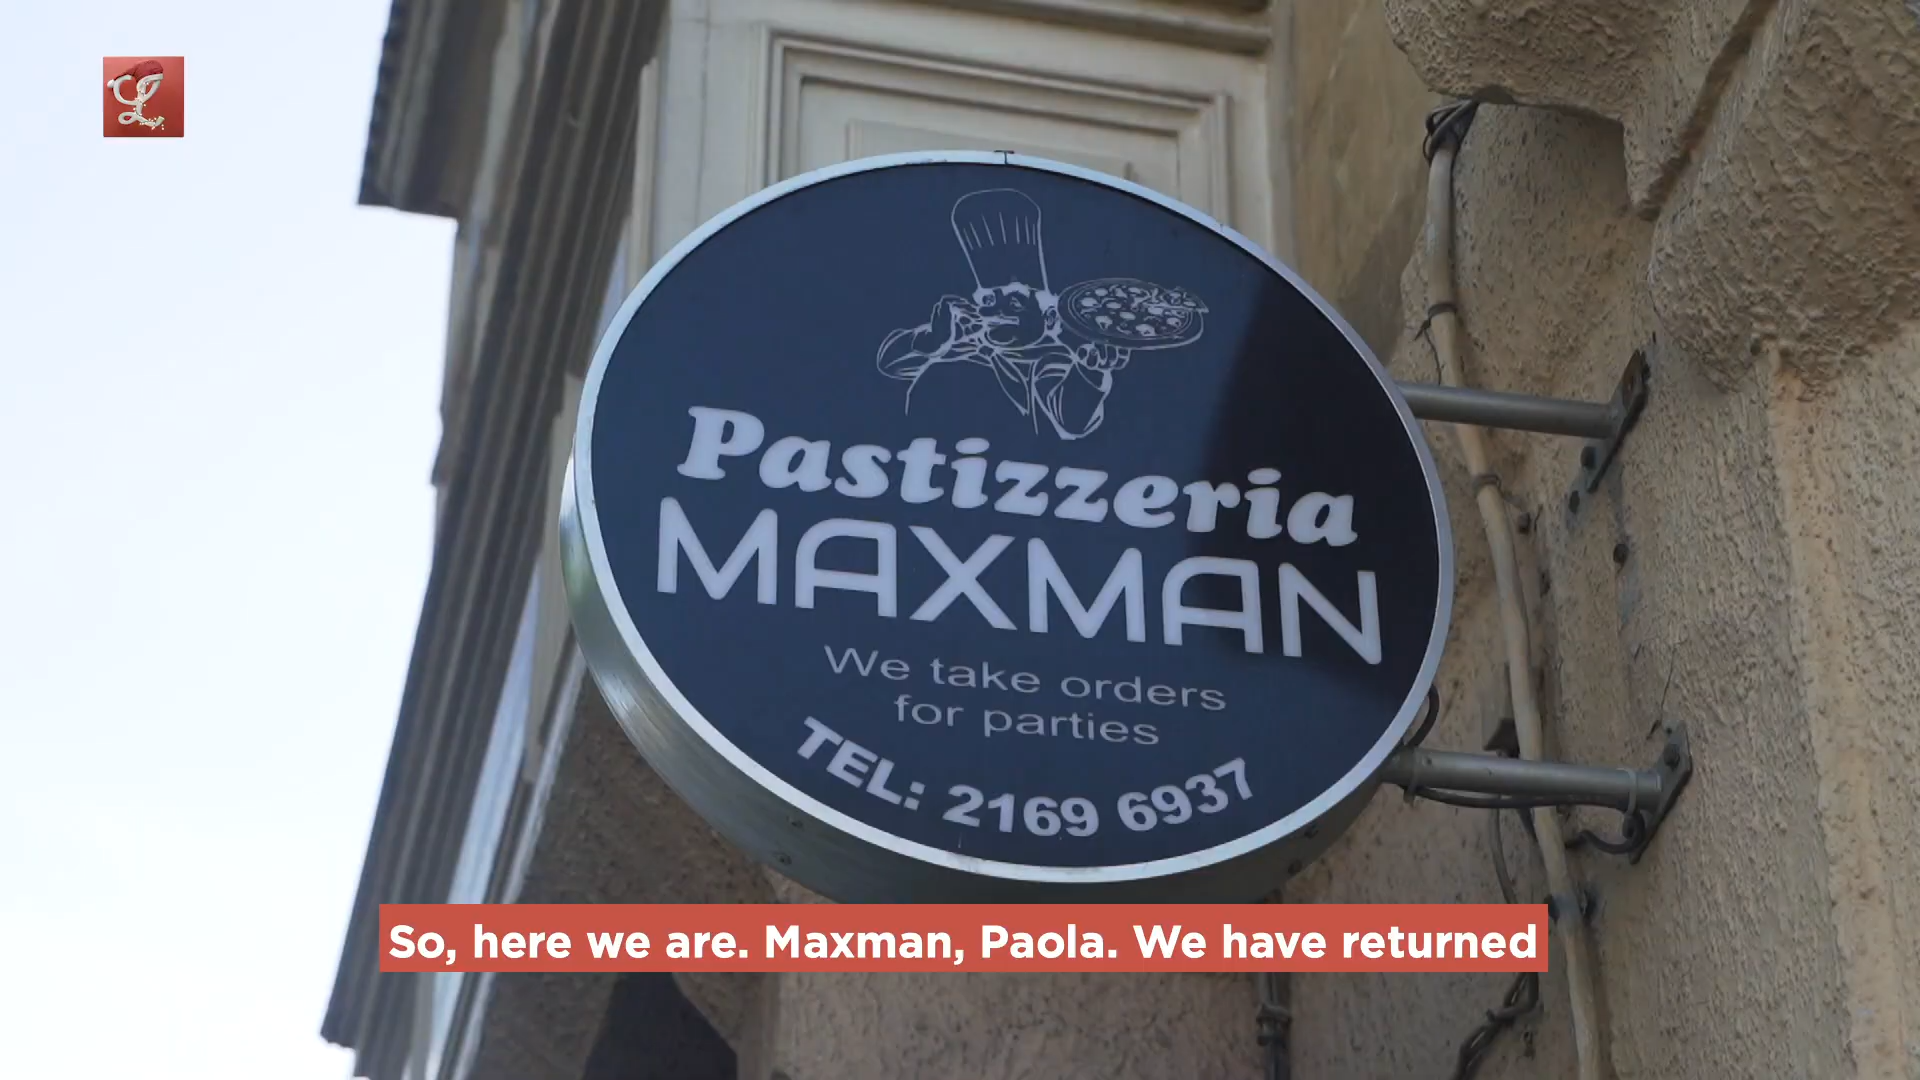 Pastizzeria
MAXMAN
We take orders
for parties
TEL: 2169 6937
So, here we are. Maxman, Paola. We have returned